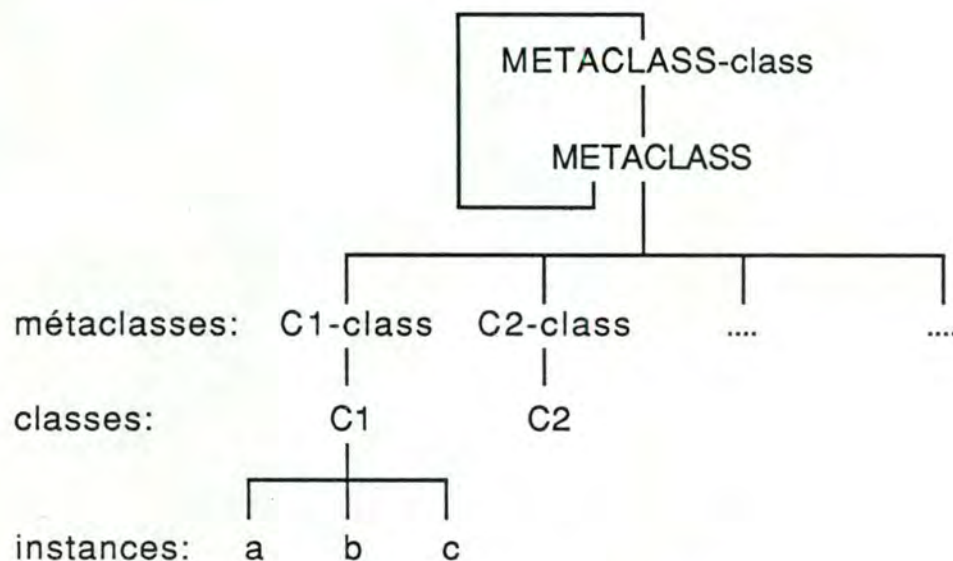 METACLASS-class
METACLASS
métaclasses: C1-class C2-class .... ....
classes: C1 C2
instances: a b c